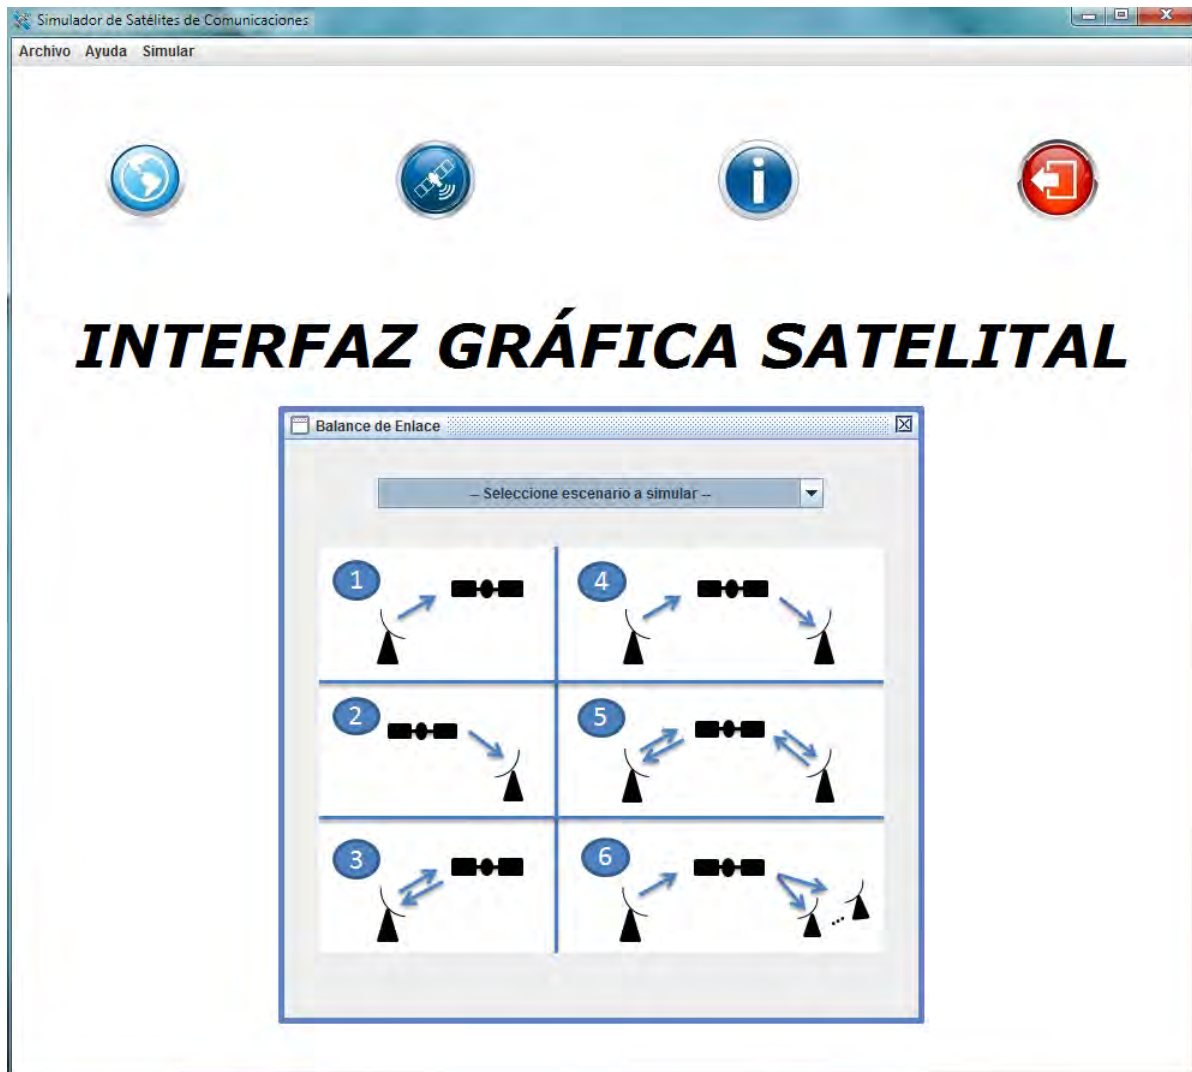 Simulador de Satélites de Comunicaciones
Archivo Ayuda Simular
i
INTERFAZ GRÁFICA SATELITAL
Balance de Enlace
-- Seleccione escenario a simular --
1
4
2
5
3
6
...